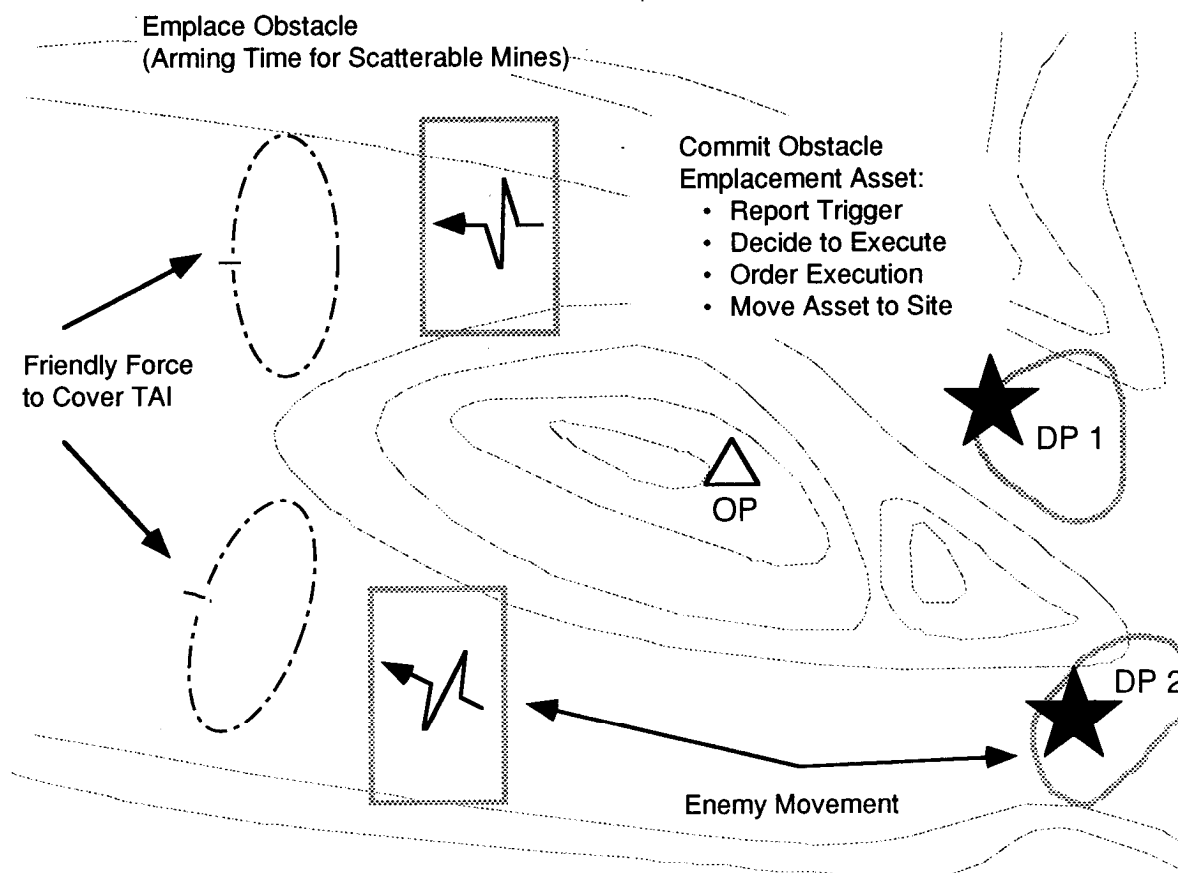 Emplace Obstacle
(Arming Time for Scatterable Mines)
Commit Obstacle
Emplacement Asset:
• Report Trigger
• Decide to Execute
• Order Execution
• Move Asset to Site
Friendly Force
to Cover TAI
DP 1
OP
DP 2
Enemy Movement